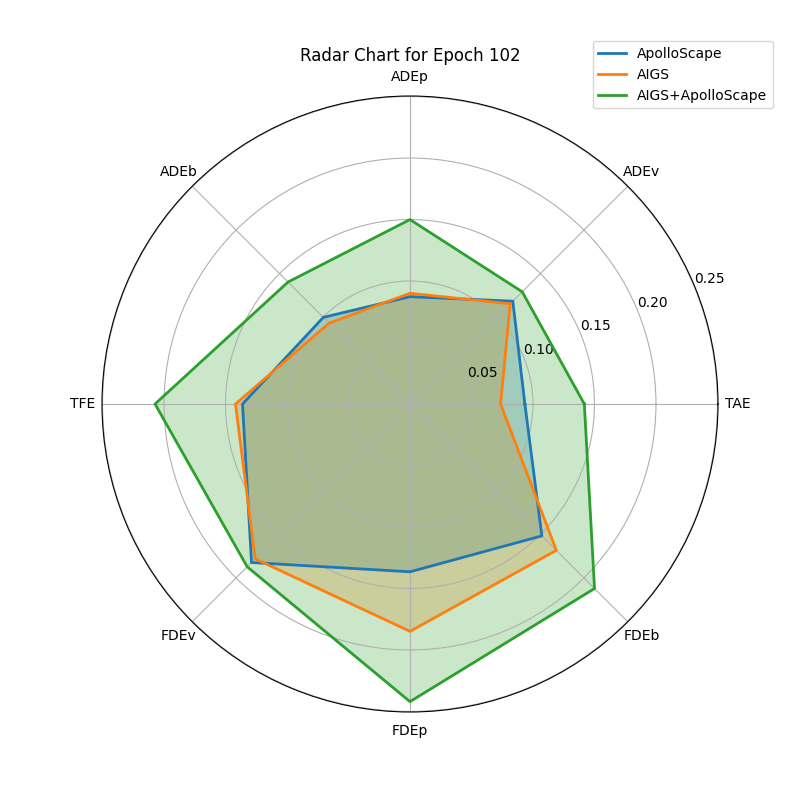 Radar Chart for Epoch 102
ApolloScape
AIGS
AIGS+ApolloScape
ADEp
ADEb
ADEv
0.25
0.20
0.15
0.10
0.05
TFE
TAE
FDEv
FDEb
FDEp